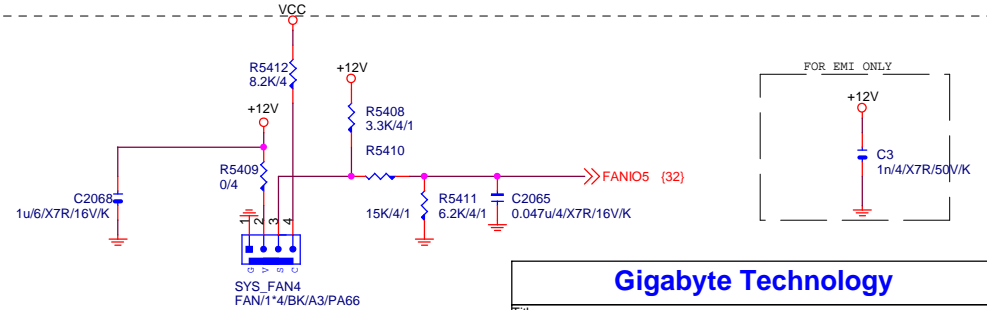 VCC
R5412
8.2K/4
+12V
R5408
3.3K/4/1
+12V
R5410
R5409
0/4
FANIO5 {32}
C2068
1u/6/X7R/16V/K
15K/4/1
R5411
6.2K/4/1
C2065
0.047u/4/X7R/16V/K
1
2
3
4
G
V
S
C
SYS_FAN4
FAN/1*4/BK/A3/PA66
FOR EMI ONLY
+12V
C3
1n/4/X7R/50V/K
Gigabyte Technology